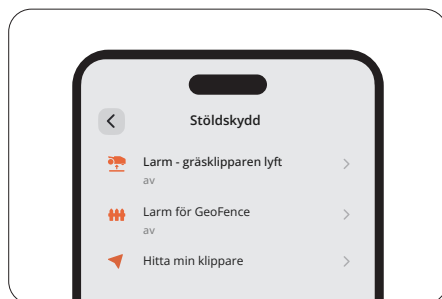 Stöldskydd
Larm - gräsklipparen lyft
av
Larm för GeoFence
av
Hitta min klippare